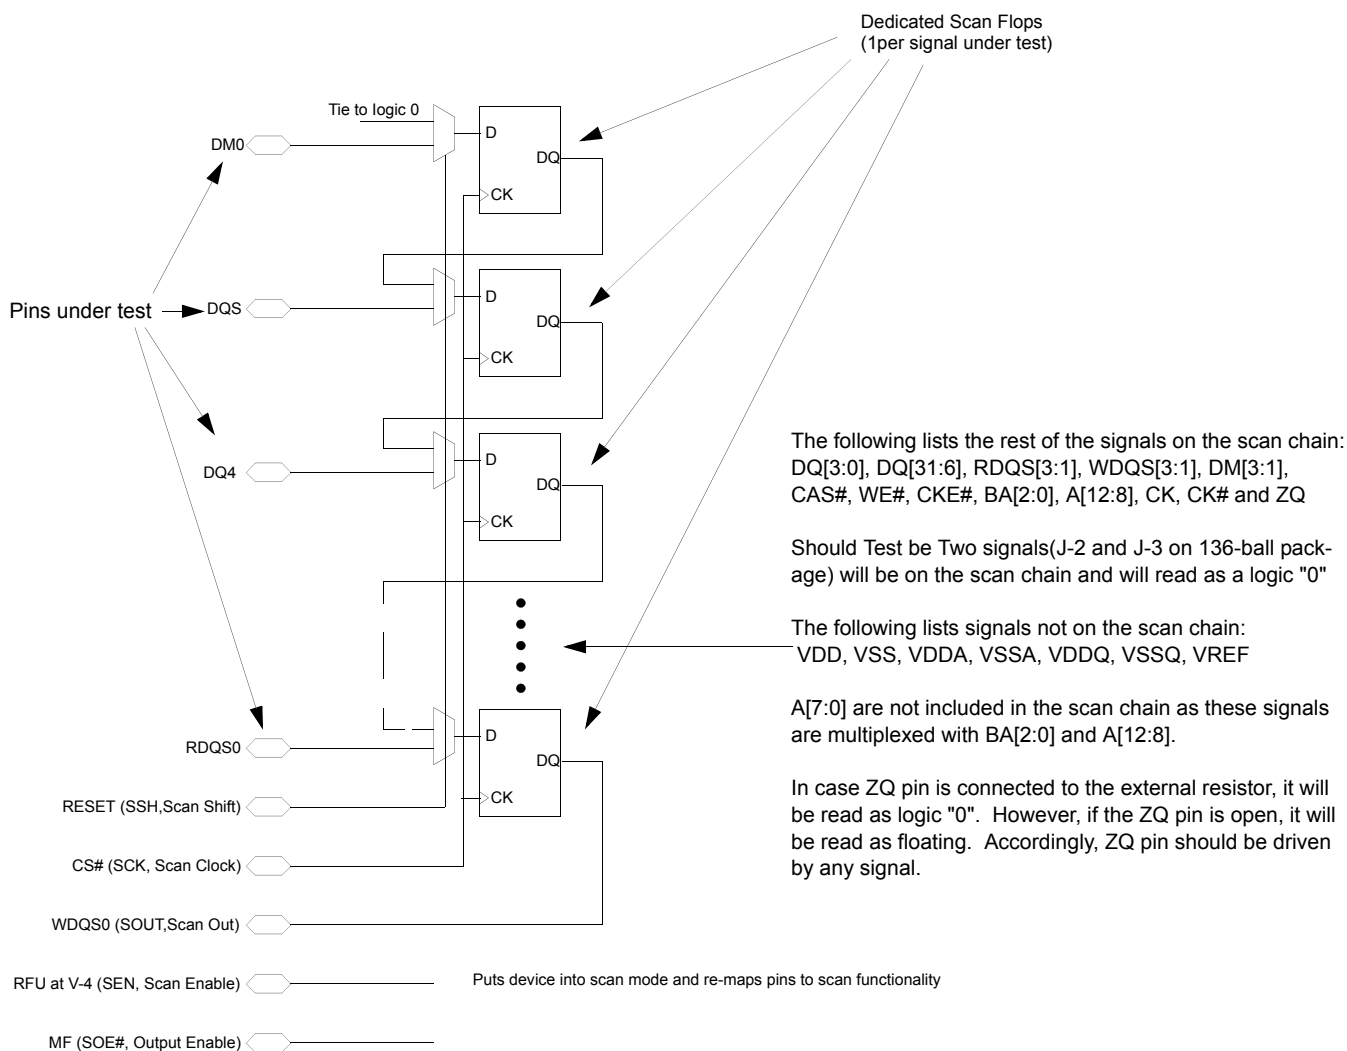 Dedicated Scan Flops
(1per signal under test)
Tie to logic 0
D
DM0
DQ
CK
Pins under test
DQS
D
DQ
CK
DQ4
D
DQ
CK
The following lists the rest of the signals on the scan chain:
DQ[3:0], DQ[31:6], RDQS[3:1], WDQS[3:1], DM[3:1],
CAS#, WE#, CKE#, BA[2:0], A[12:8], CK, CK# and ZQ
Should Test be Two signals(J-2 and J-3 on 136-ball pack-
age) will be on the scan chain and will read as a logic "0"
The following lists signals not on the scan chain:
VDD, VSS, VDDA, VSSA, VDDQ, VSSQ, VREF
A[7:0] are not included in the scan chain as these signals
are multiplexed with BA[2:0] and A[12:8].
In case ZQ pin is connected to the external resistor, it will
be read as logic "0".  However, if the ZQ pin is open, it will
be read as floating.  Accordingly, ZQ pin should be driven
by any signal.
RDQS0
D
DQ
CK
RESET (SSH,Scan Shift)
CS# (SCK, Scan Clock)
WDQS0 (SOUT,Scan Out)
RFU at V-4 (SEN, Scan Enable)
Puts device into scan mode and re-maps pins to scan functionality
MF (SOE#, Output Enable)